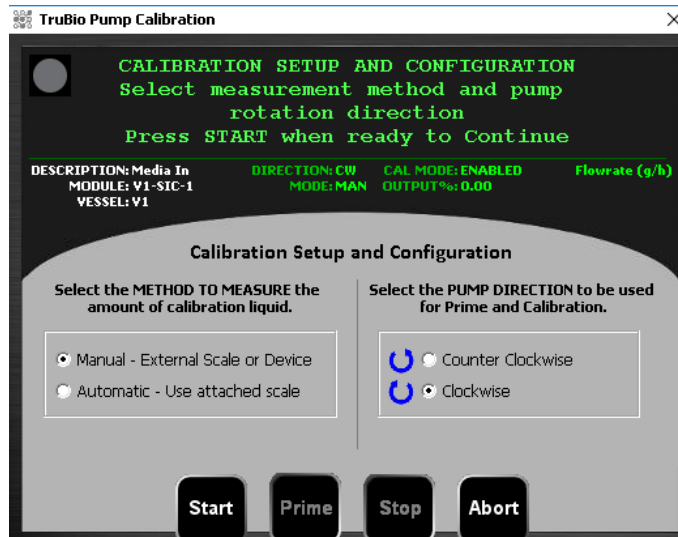 TruBio Pump Calibration
CALIBRATION SETUP AND CONFIGURATION
Select measurement method and pump
rotation direction
Press START when ready to Continue
DESCRIPTION: Media In
MODULE: V1-SIC-1
VESSEL: V1
DIRECTION: CW
MODE: MAN
CAL MODE: ENABLED
OUTPUT%: 0.00
Flowrate (g/h)
Calibration Setup and Configuration
Select the METHOD TO MEASURE the
amount of calibration liquid.
Manual - External Scale or Device
Automatic - Use attached scale
Select the PUMP DIRECTION to be used
for Prime and Calibration.
Counter Clockwise
Clockwise
Start Prime Stop Abort